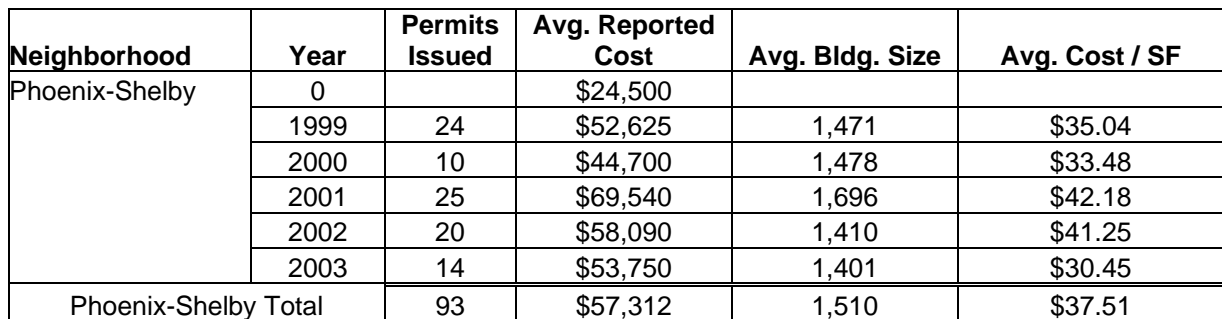 Neighborhood Year Permits Issued Avg. Reported Cost Avg. Bldg. Size Avg. Cost / SF
Phoenix-Shelby 0 $24,500
1999 24 $52,625 1,471 $35.04
2000 10 $44,700 1,478 $33.48
2001 25 $69,540 1,696 $42.18
2002 20 $58,090 1,410 $41.25
2003 14 $53,750 1,401 $30.45
Phoenix-Shelby Total 93 $57,312 1,510 $37.51